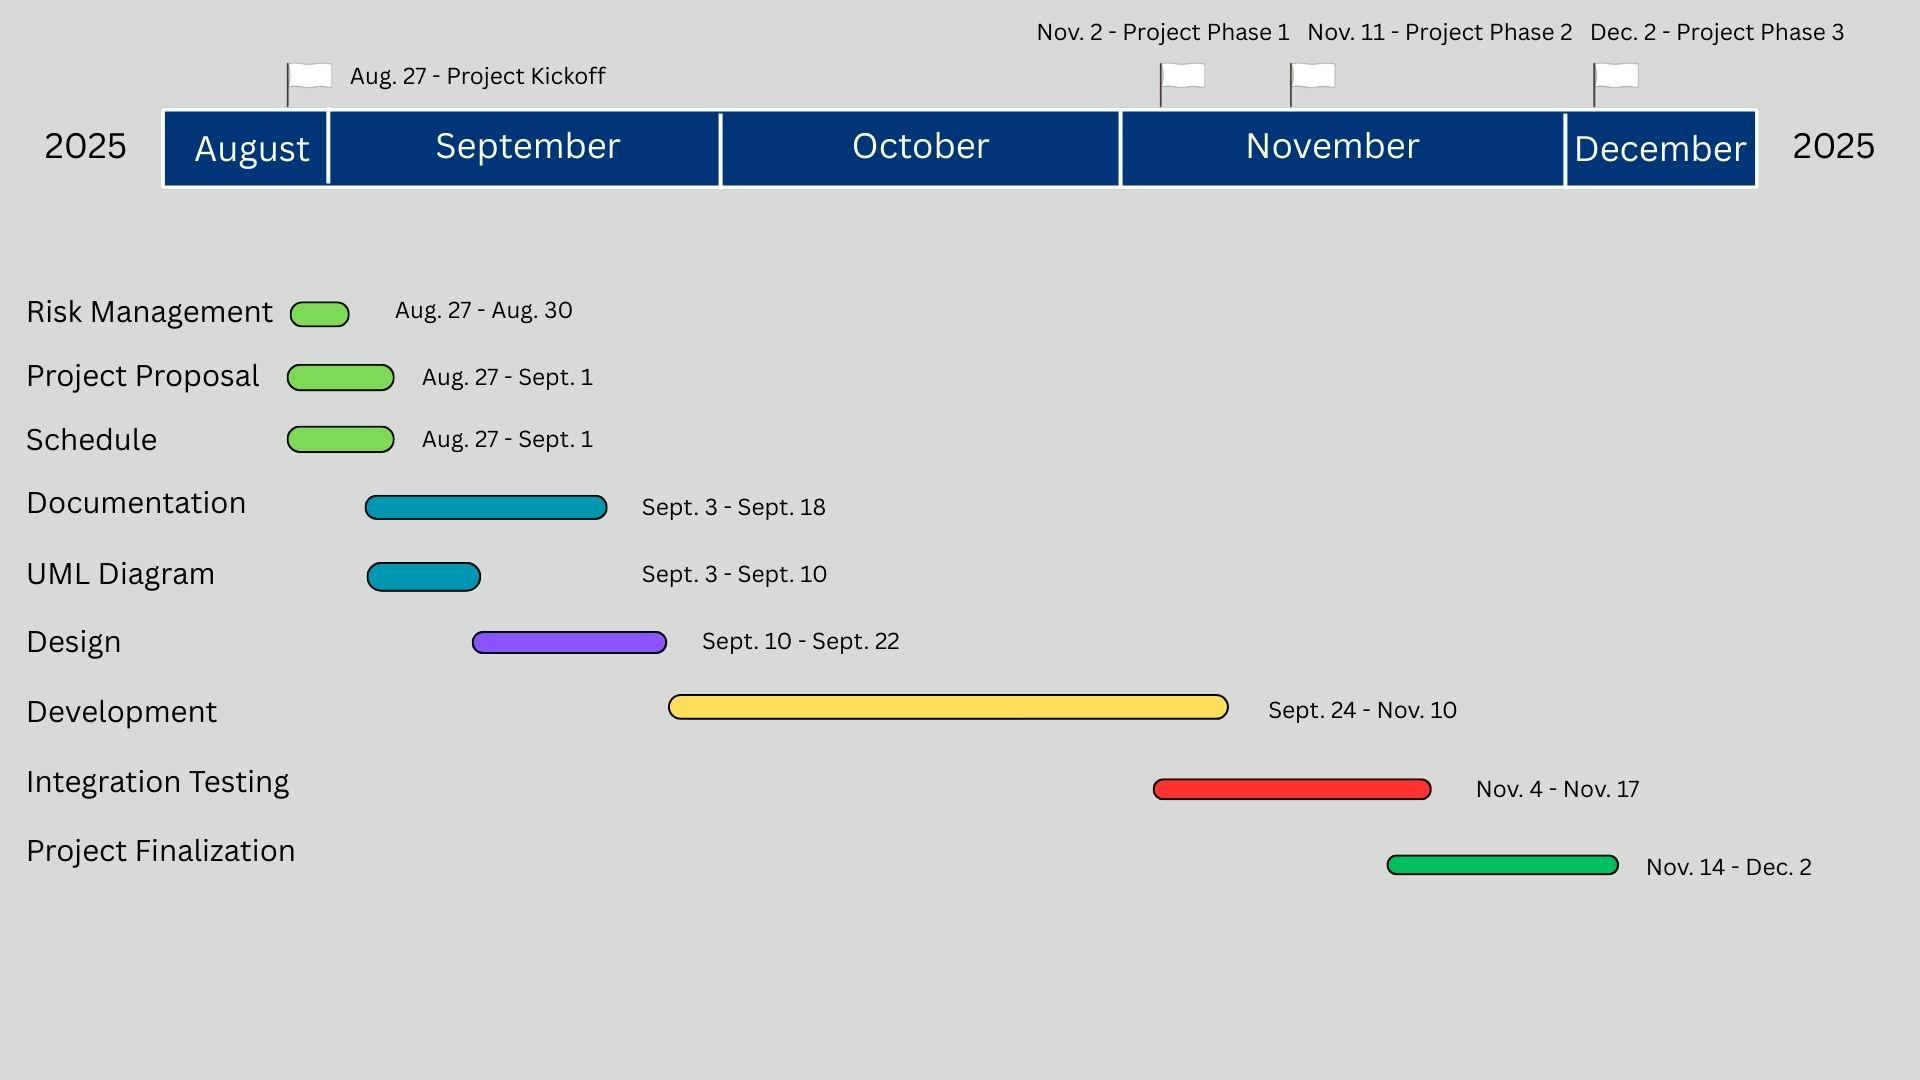 Nov. 2 - Project Phase 1
Nov. 11 - Project Phase 2
Dec. 2 - Project Phase 3
Aug. 27 - Project Kickoff
2025
August
September
October
November
December
2025
Risk Management
Aug. 27 - Aug. 30
Project Proposal
Aug. 27 - Sept. 1
Schedule
Aug. 27 - Sept. 1
Documentation
Sept. 3 - Sept. 18
UML Diagram
Sept. 3 - Sept. 10
Design
Sept. 10 - Sept. 22
Development
Sept. 24 - Nov. 10
Integration Testing
Nov. 4 - Nov. 17
Project Finalization
Nov. 14 - Dec. 2